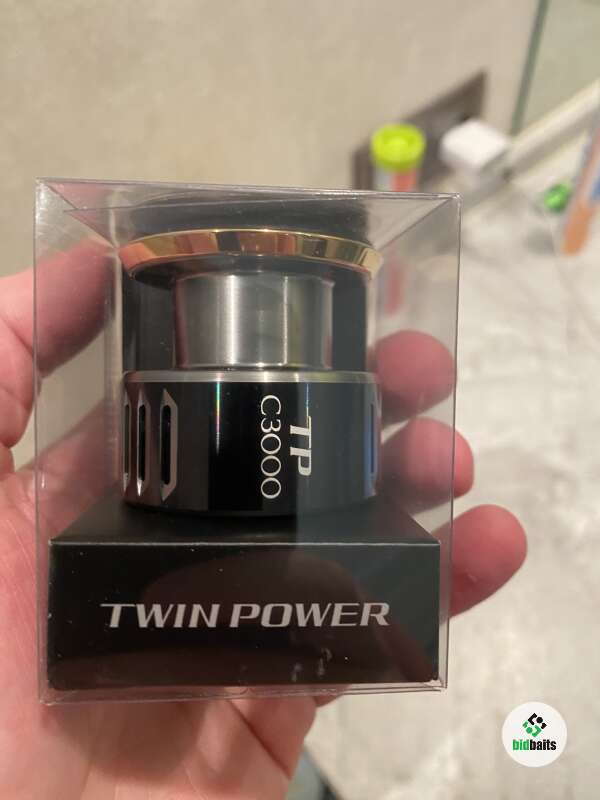 TP
C3000
TWIN POWER
bidbaits